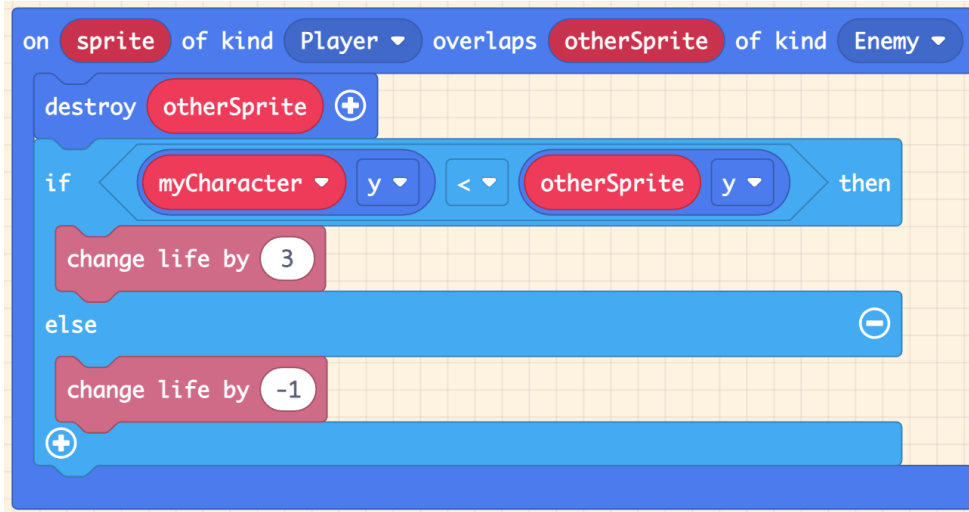 on sprite of kind Player overlaps otherSprite of kind Enemy
destroy otherSprite
if myCharacter y < otherSprite y then
change life by 3
else
change life by -1